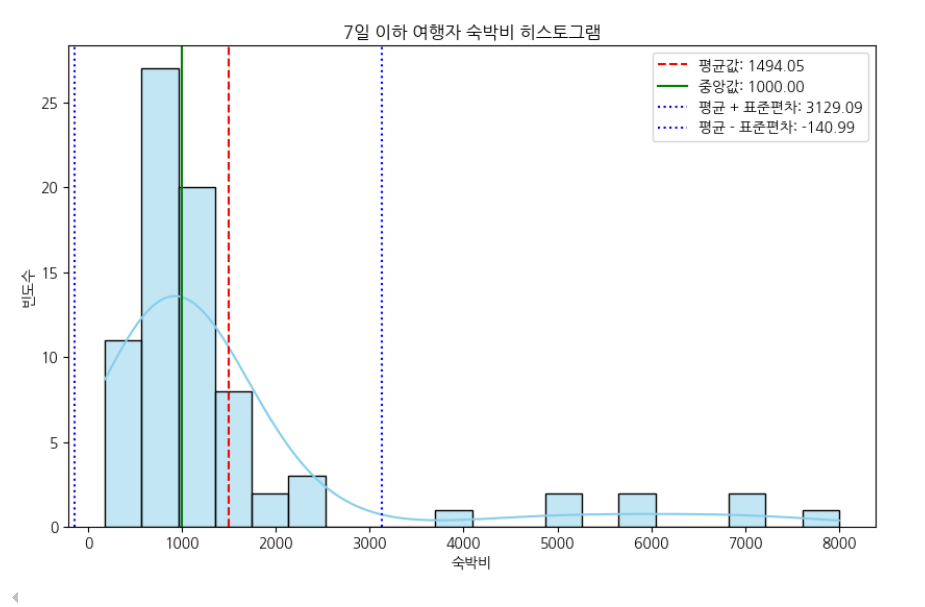 7일 이하 여행자 숙박비 히스토그램
평균값: 1494.05
중앙값: 1000.00
평균 + 표준편차: 3129.09
평균 - 표준편차: -140.99
빈도수
25
20
15
10
5
0
0 1000 2000 3000 4000 5000 6000 7000 8000
숙박비